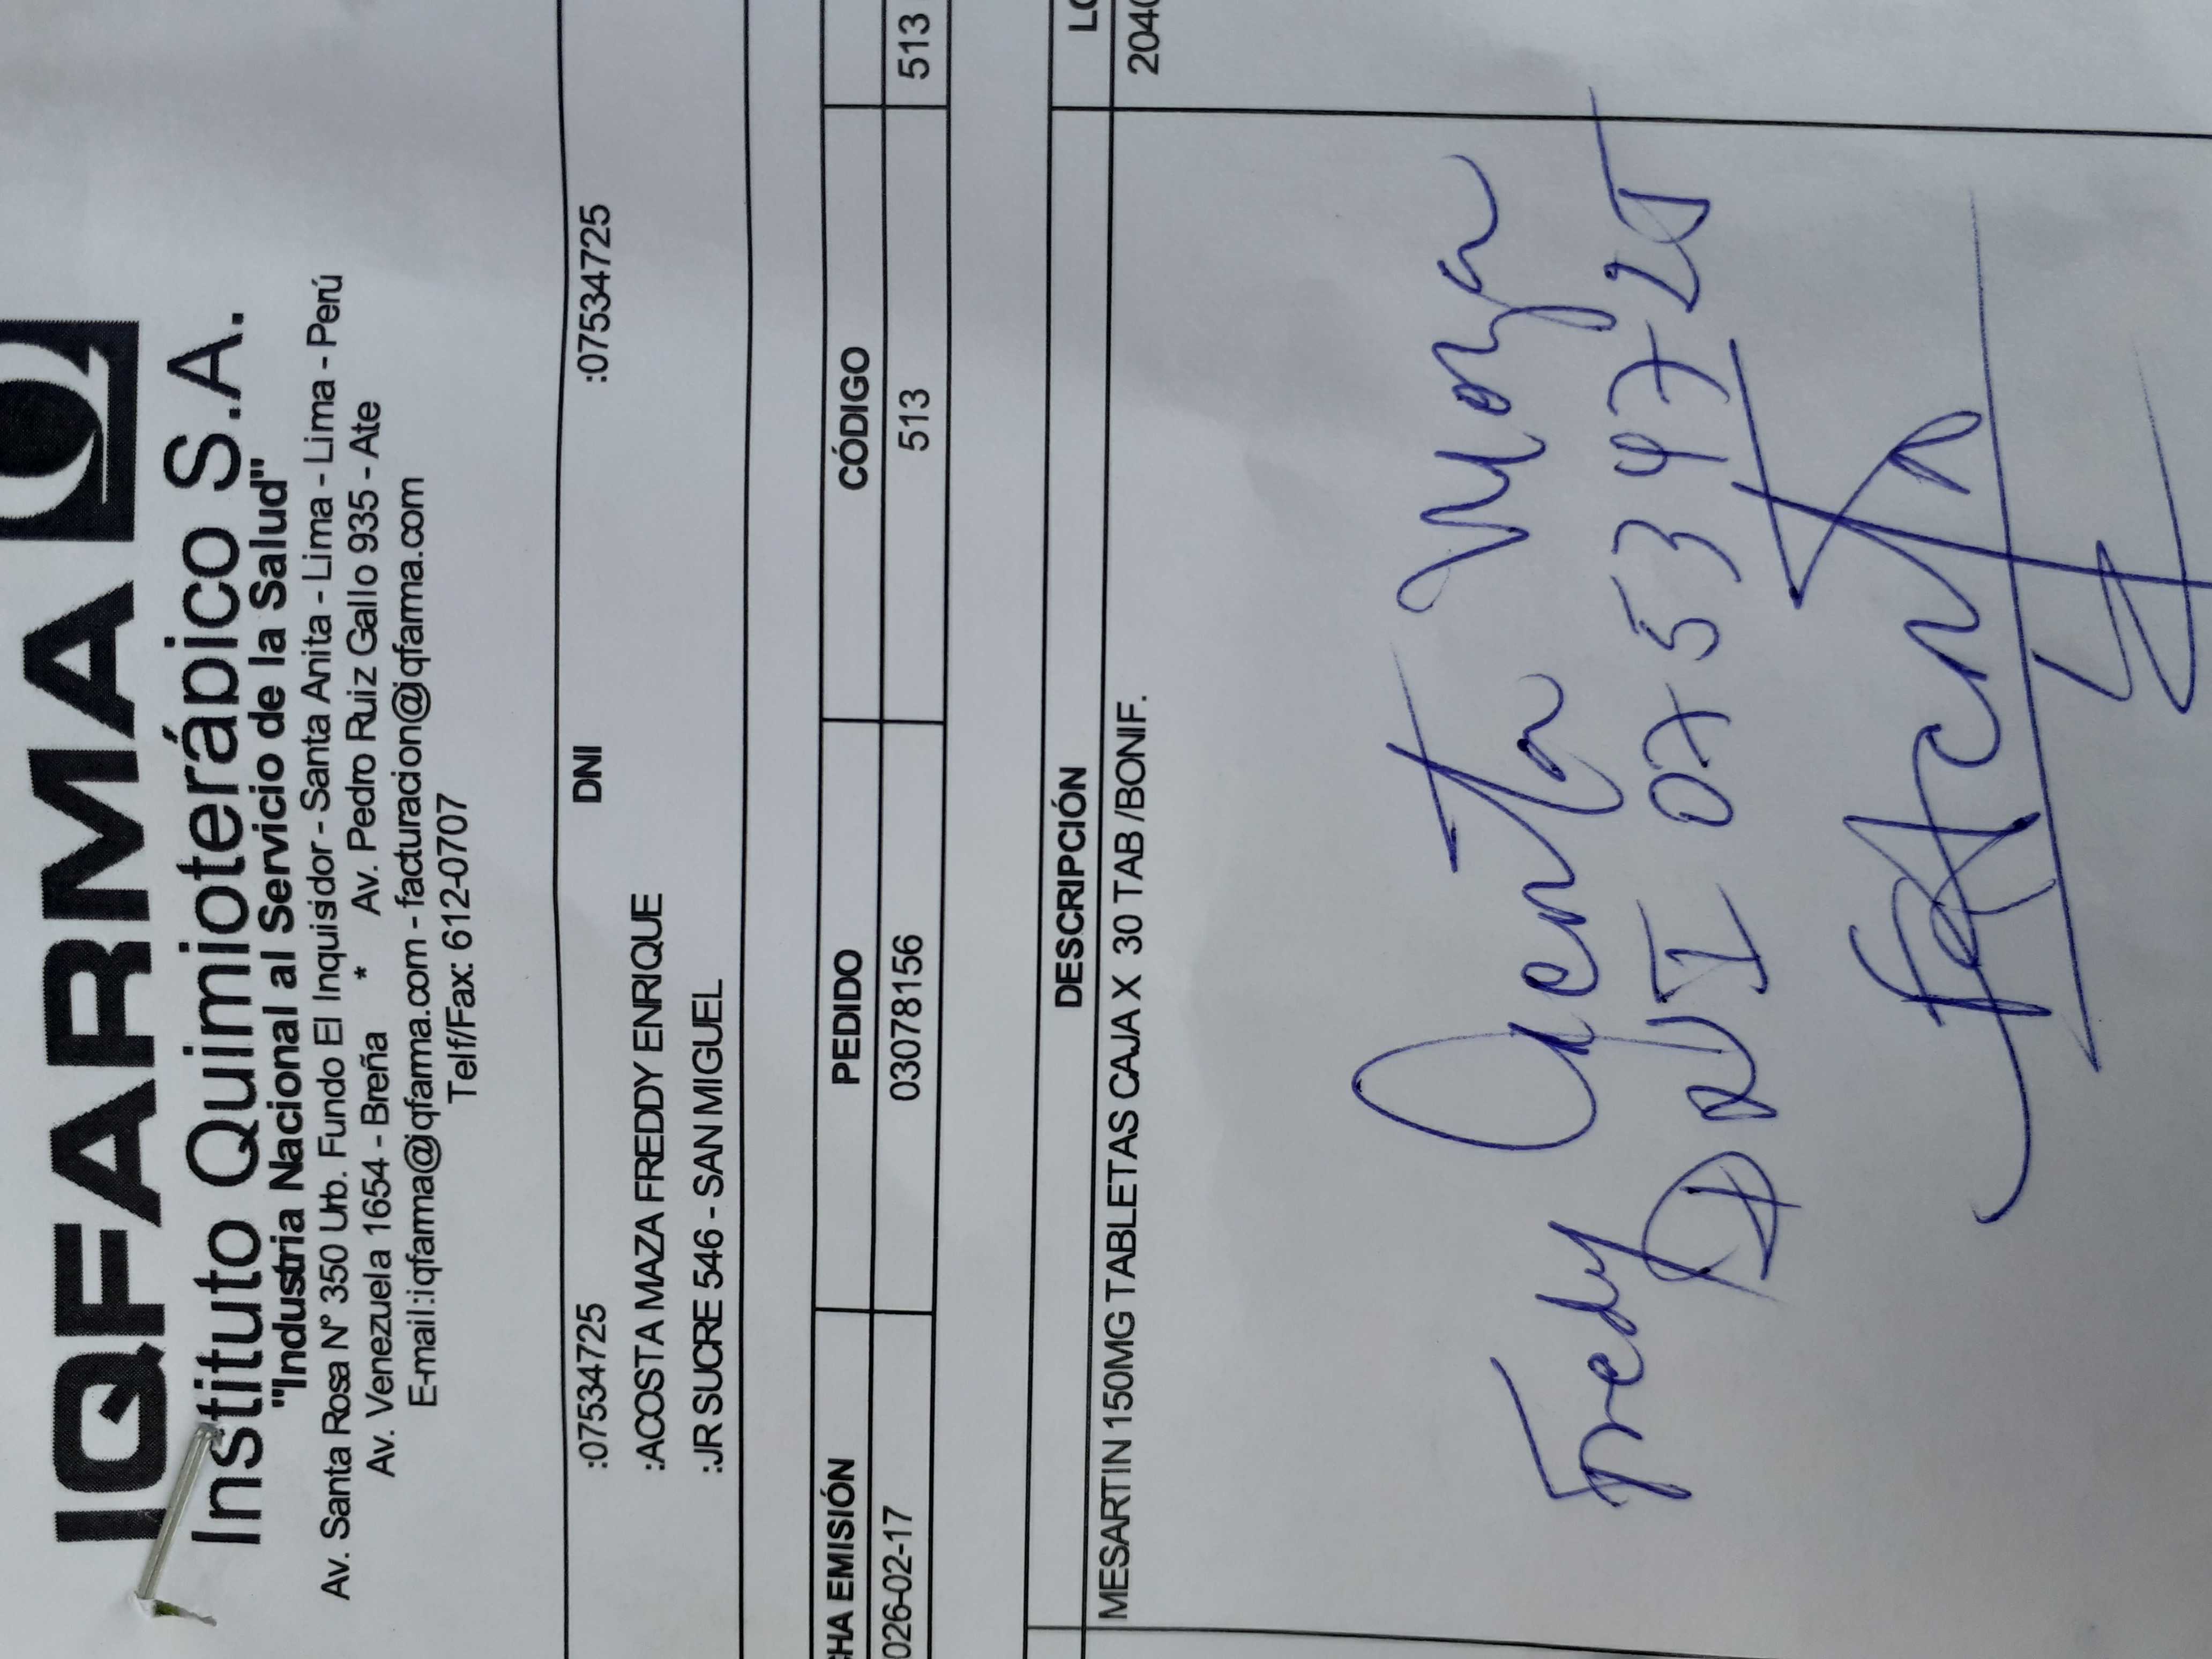 IQFARMA
Instituto Quimioterápico S.A.
"Industria Nacional al Servicio de la Salud"
Av. Santa Rosa Nº 350 Urb. Fundo El Inquisidor - Santa Anita - Lima - Lima - Perú
Av. Venezuela 1654 - Breña * Av. Pedro Ruiz Gallo 935 - Ate
E-mail:iqfarma@iqfarma.com - facturacion@iqfarma.com
Telf/Fax: 612-0707
:07534725 DNI :07534725
:ACOSTA MAZA FREDDY ENRIQUE
:JR SUCRE 546 - SAN MIGUEL
CHA EMISIÓN PEDIDO CÓDIGO
026-02-17 03078156 513 513
DESCRIPCIÓN LO
MESARTIN 150MG TABLETAS CAJA X 30 TAB /BONIF. 2040
Fredy Acosta Maza
DNI 07534725